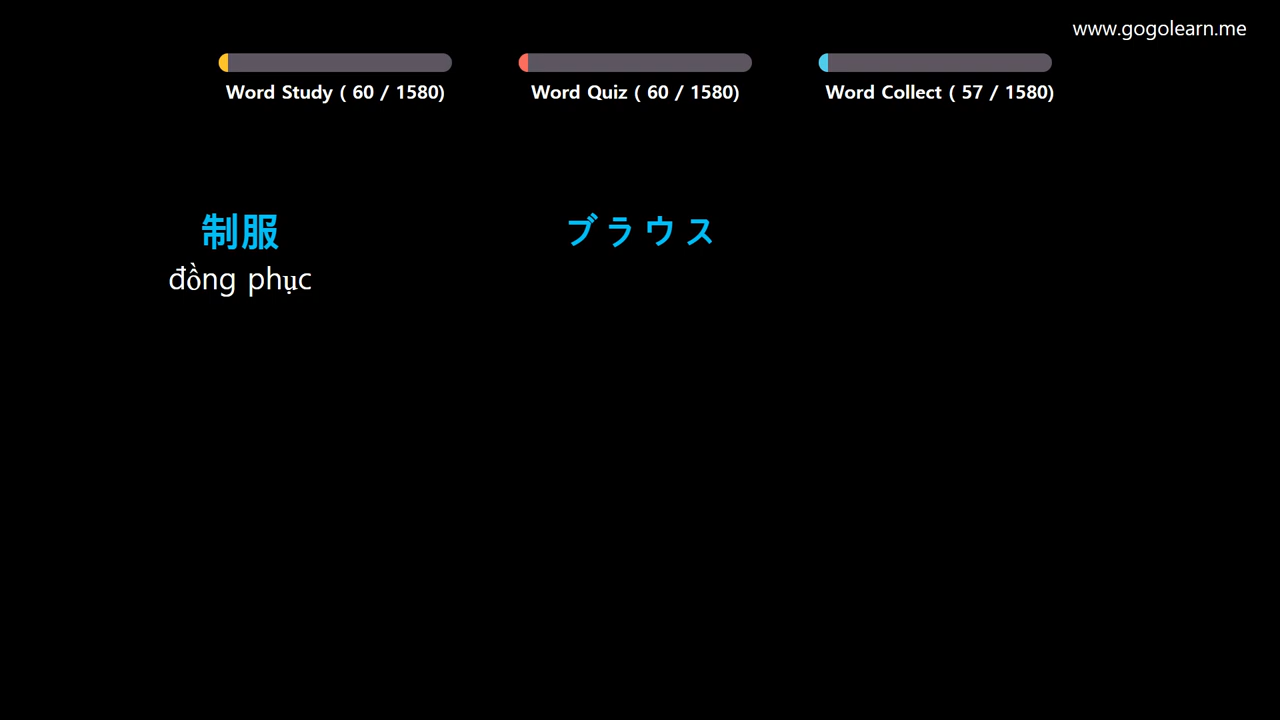 www.gogolearn.me
Word Study ( 60 / 1580)
Word Quiz ( 60 / 1580)
Word Collect ( 57 / 1580)
制服
đồng phục
ブラウス